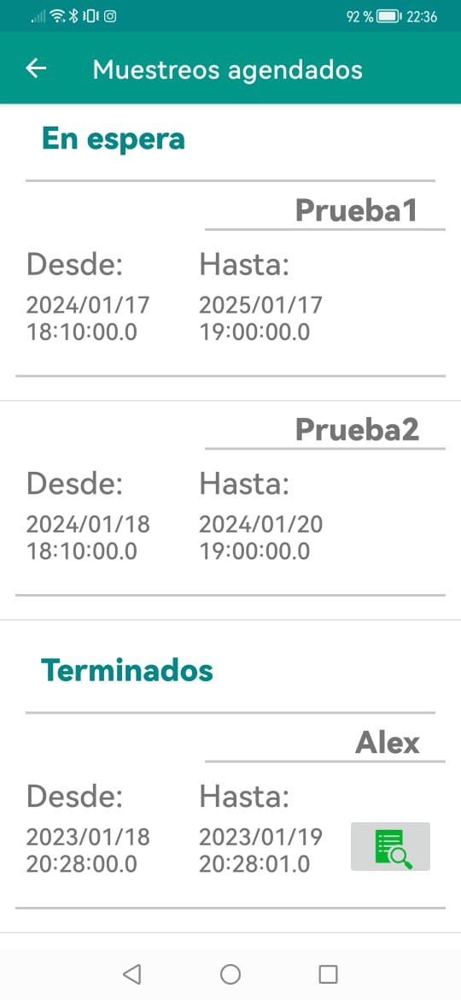 92 % 22:36
Muestreos agendados
En espera
Prueba1
Desde: Hasta:
2024/01/17 2025/01/17
18:10:00.0 19:00:00.0
Prueba2
Desde: Hasta:
2024/01/18 2024/01/20
18:10:00.0 19:00:00.0
Terminados
Alex
Desde: Hasta:
2023/01/18 2023/01/19
20:28:00.0 20:28:01.0